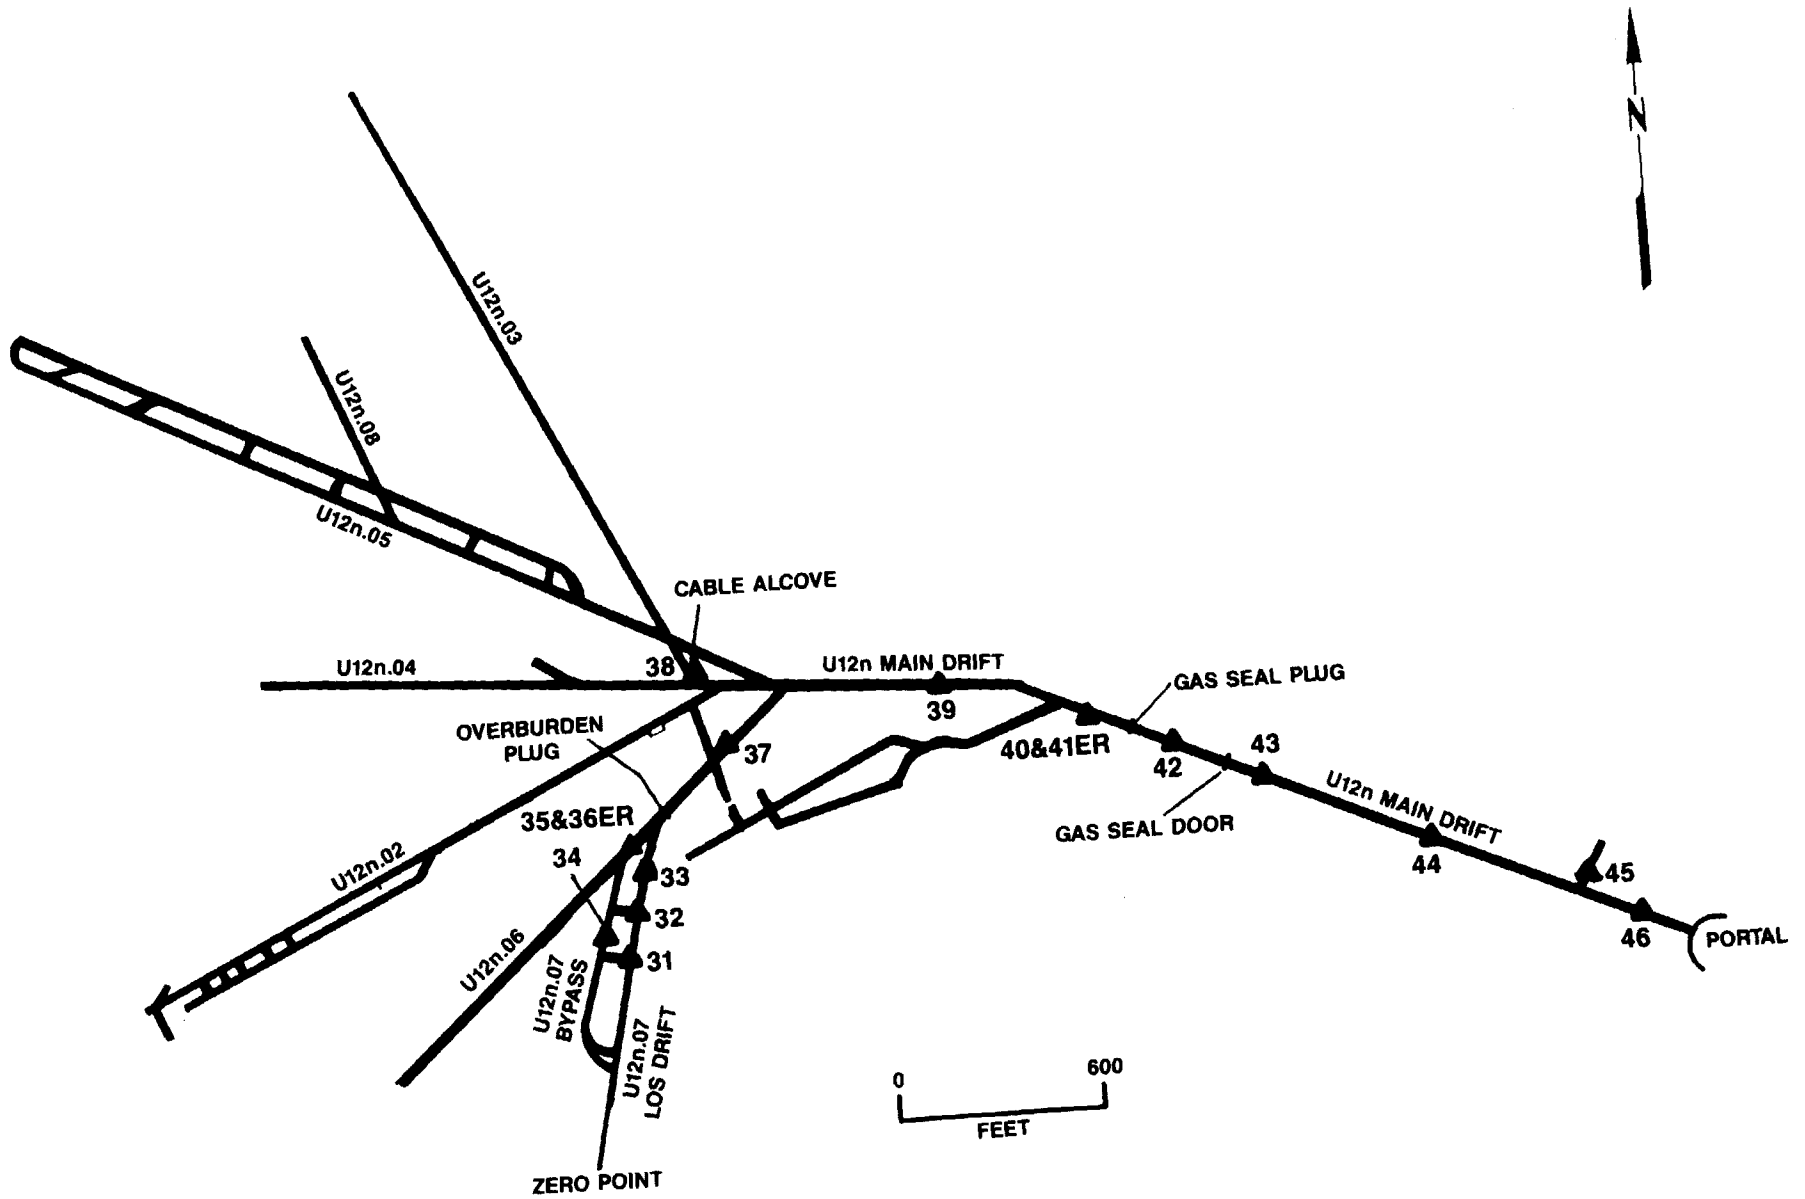 N
U12n.03
U12n.08
U12n.05
CABLE ALCOVE
U12n.04
38
U12n MAIN DRIFT
GAS SEAL PLUG
39
OVERBURDEN
PLUG
37
40&41ER
42
43
U12n MAIN DRIFT
GAS SEAL DOOR
35&36ER
34
44
45
U12n.02
33
32
46
PORTAL
31
U12n.06
U12n.07
BYPASS
U12n.07
LOS DRIFT
0
600
FEET
ZERO POINT